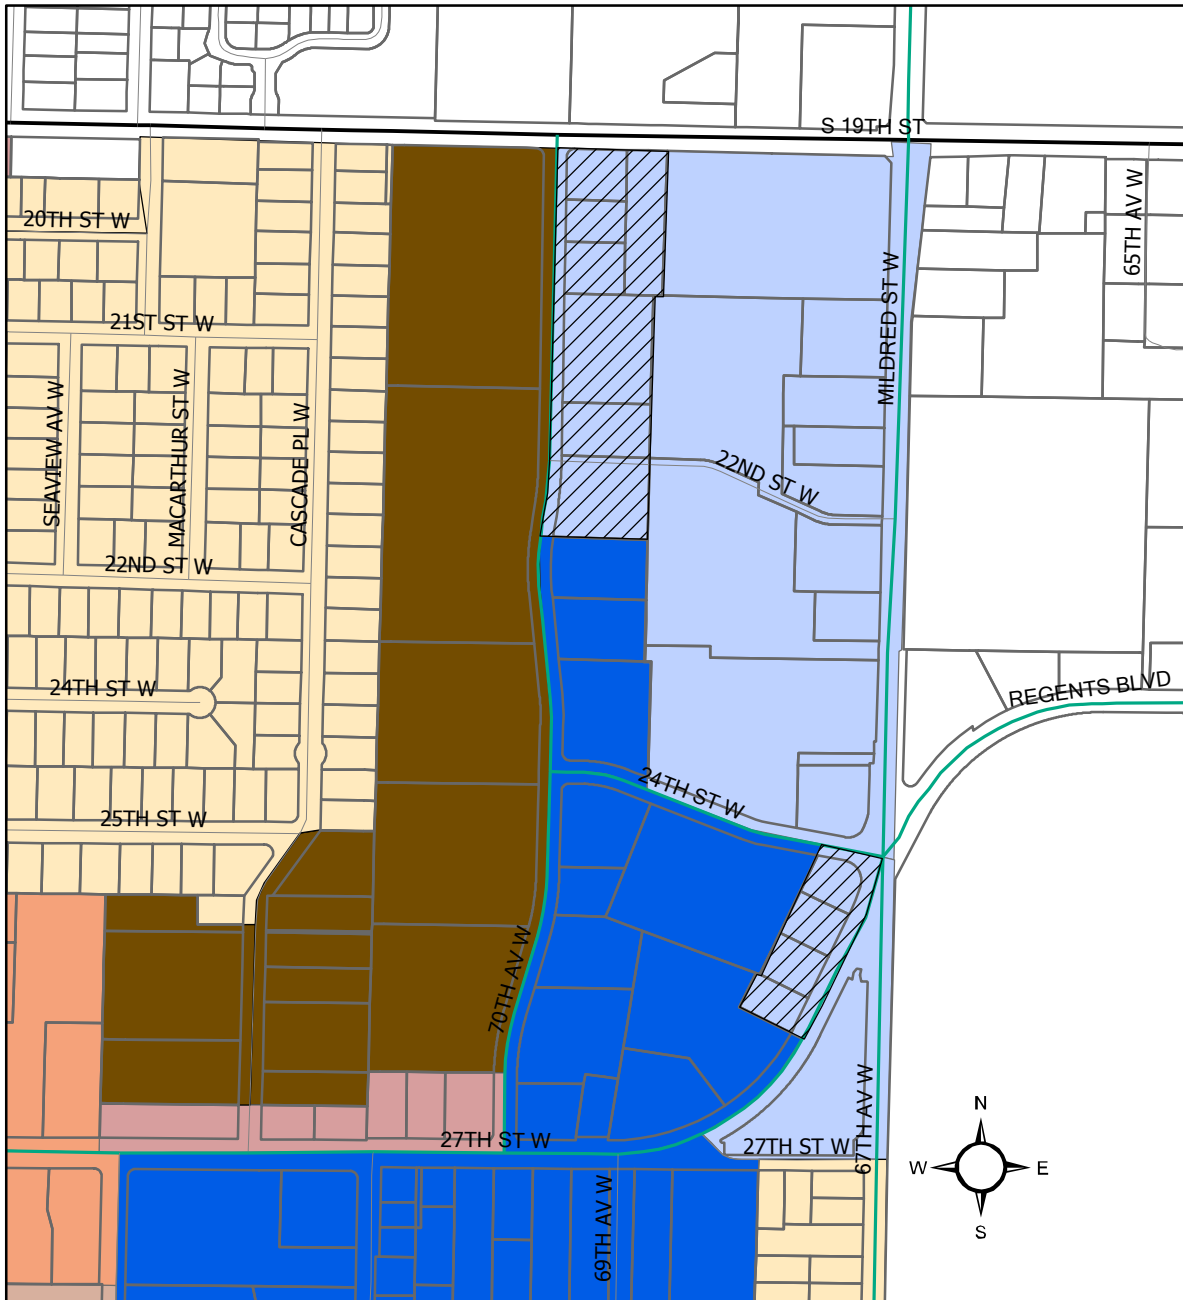 S 19TH ST
65TH AV W
20TH ST W
21ST ST W
MILDRED ST W
SEAVIEW AV W
MACARTHUR ST W
CASCADE PL W
22ND ST W
22ND ST W
24TH ST W
REGENTS BLVD
24TH ST W
25TH ST W
70TH AV W
67TH AV W
27TH ST W
27TH ST W
69TH AV W
N
W
E
S